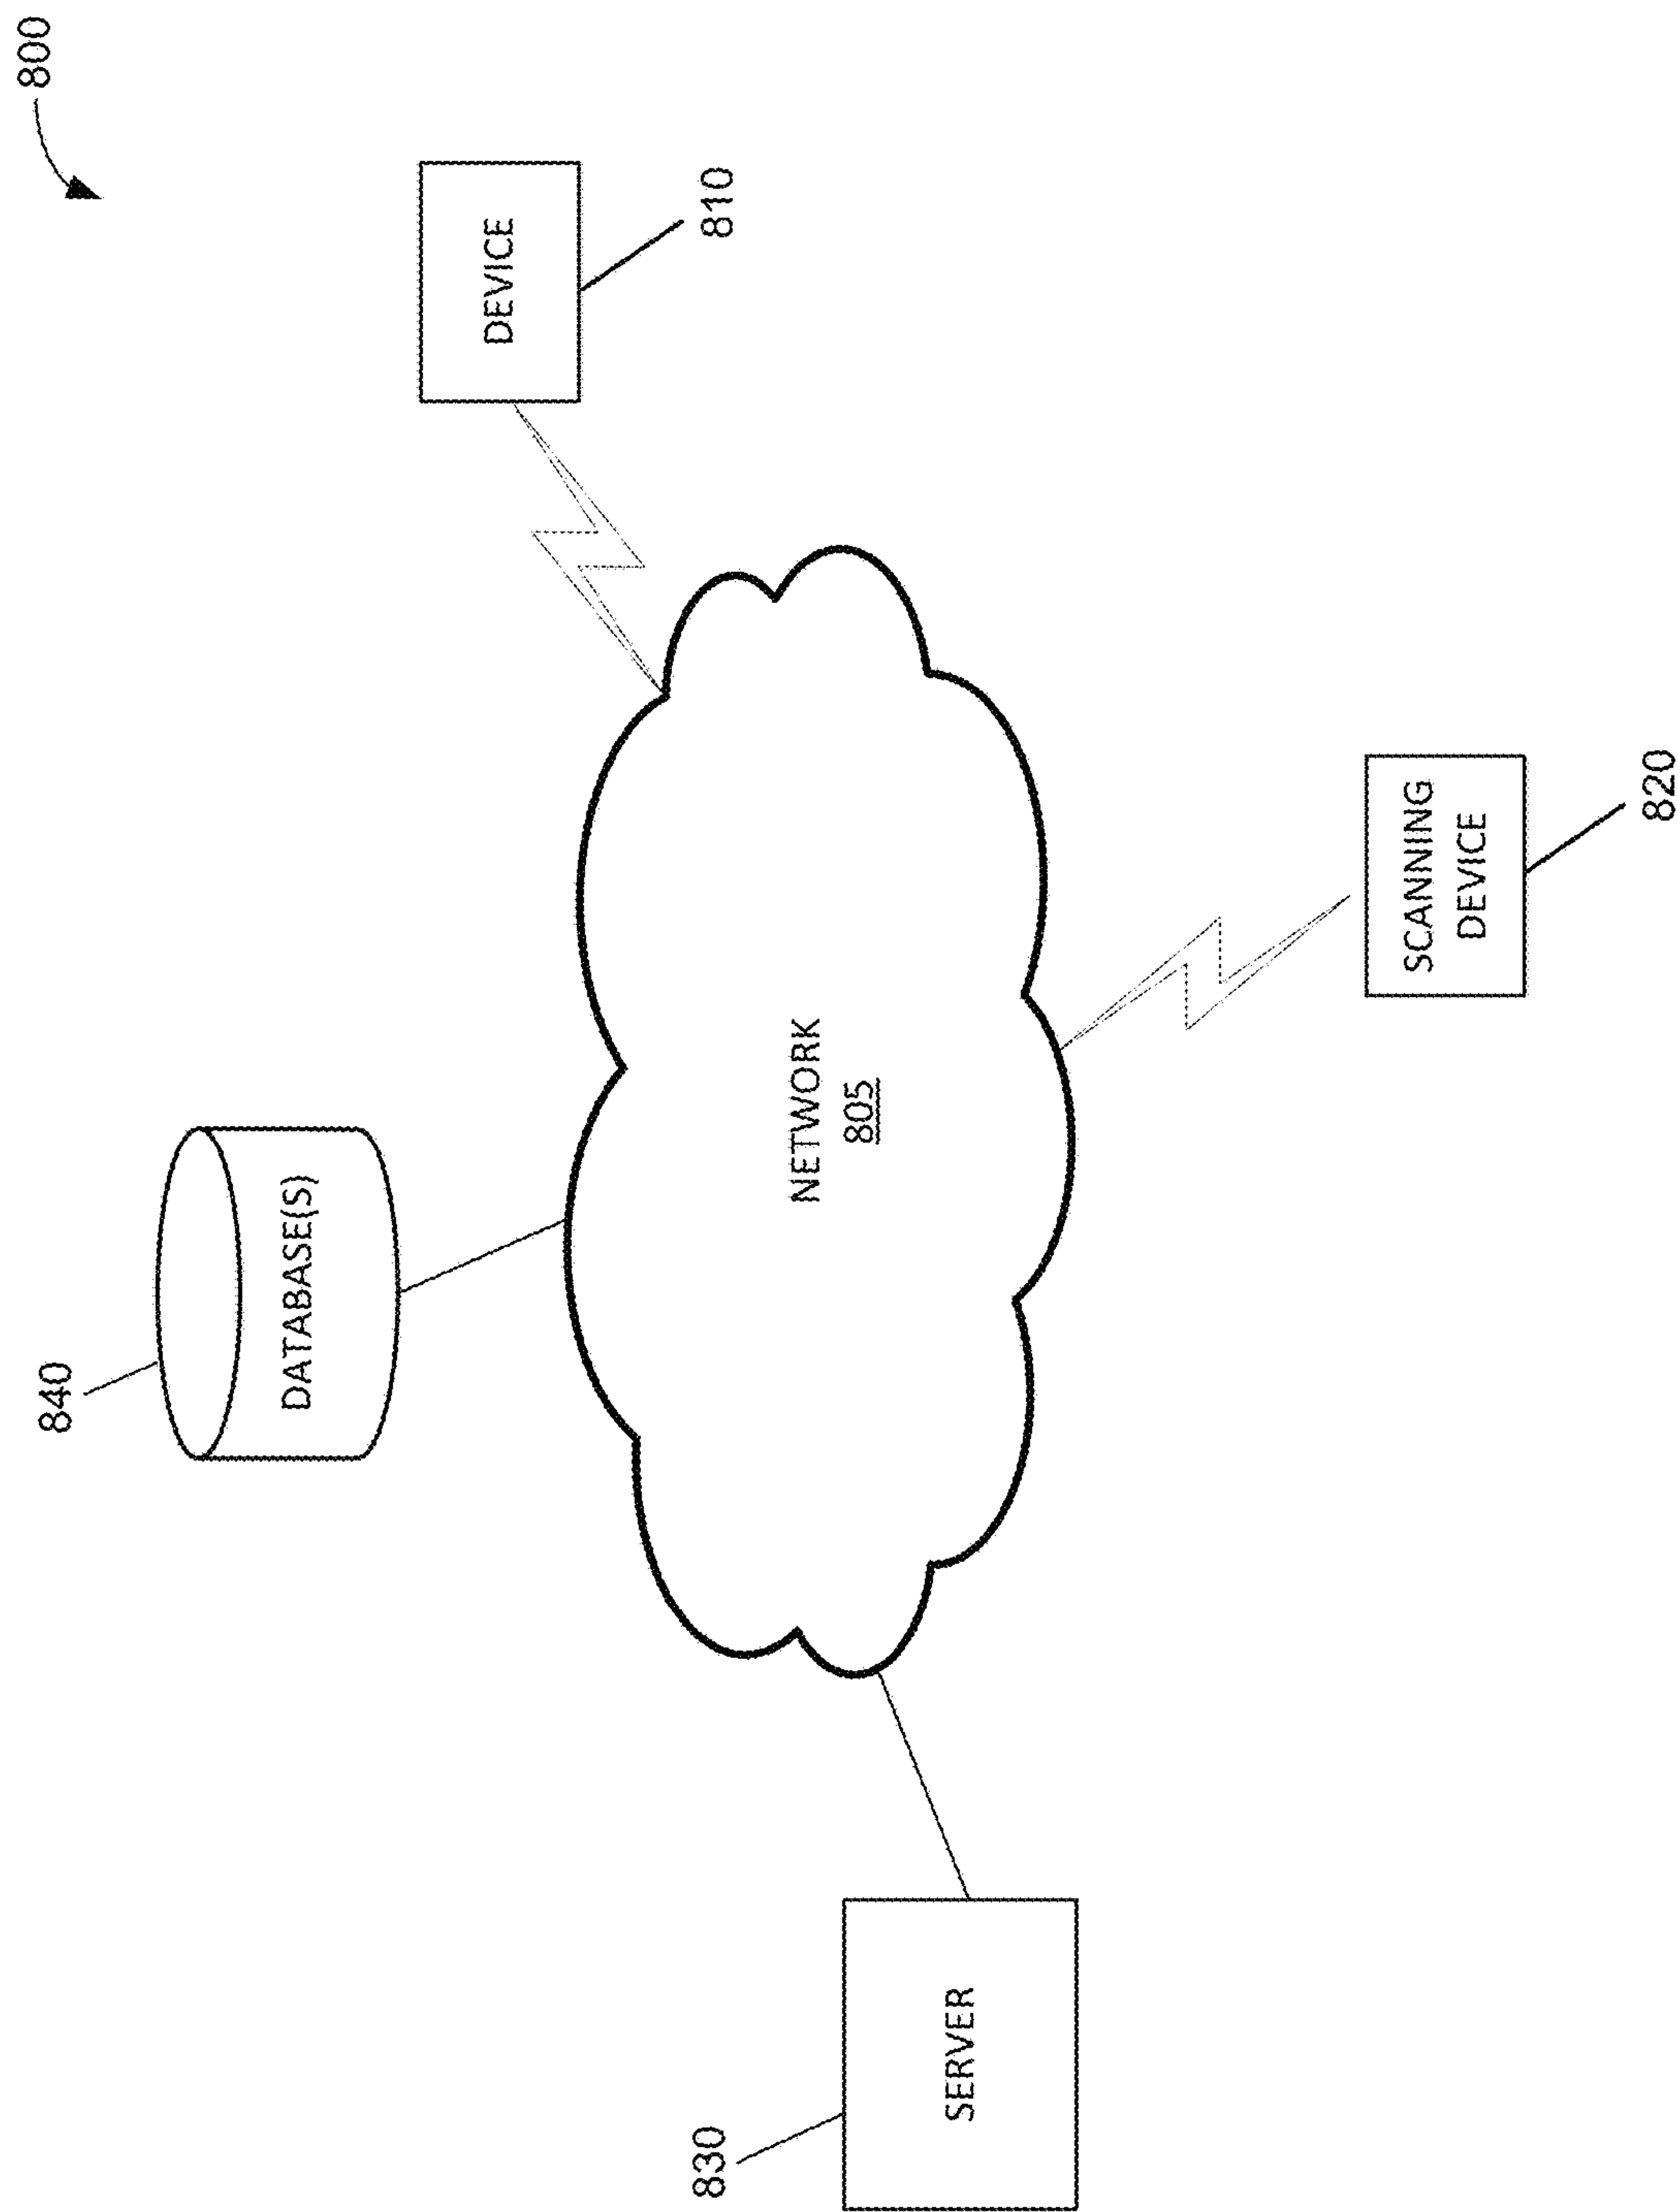 800
840
DATABASE(S)
DEVICE
810
NETWORK
805
830
SERVER
SCANNING
DEVICE
820